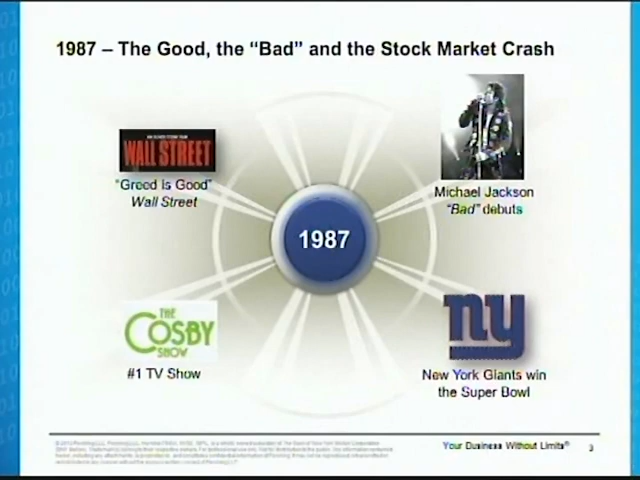 1987 – The Good, the “Bad” and the Stock Market Crash
WALL STREET
“Greed is Good”
Wall Street
Michael Jackson
“Bad” debuts
1987
THE
COSBY
SHOW
#1 TV Show
ny
New York Giants win
the Super Bowl
Your Business Without Limits®
3